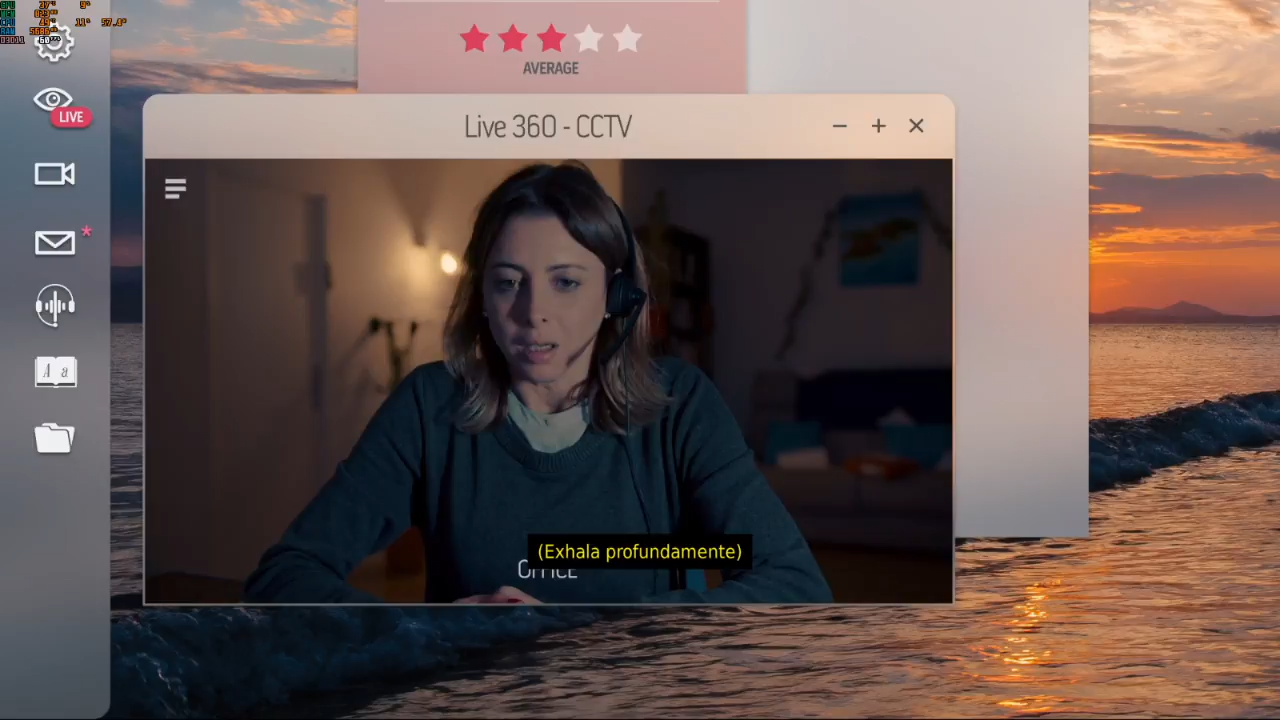 AVERAGE
LIVE
Live 360 - CCTV
A a
(Exhala profundamente)
OFFICE